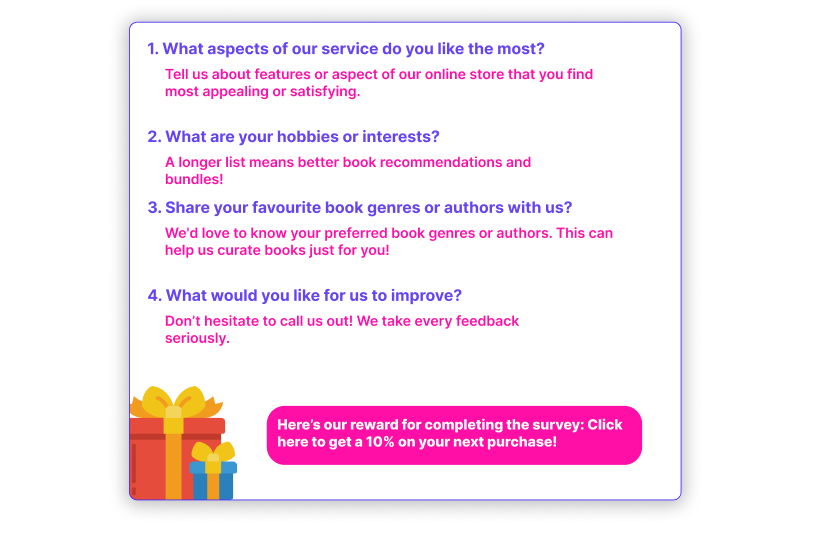 1. What aspects of our service do you like the most?
Tell us about features or aspect of our online store that you find
most appealing or satisfying.
2. What are your hobbies or interests?
A longer list means better book recommendations and
bundles!
3. Share your favourite book genres or authors with us?
We'd love to know your preferred book genres or authors. This can
help us curate books just for you!
4. What would you like for us to improve?
Don’t hesitate to call us out! We take every feedback
seriously.
Here’s our reward for completing the survey: Click
here to get a 10% on your next purchase!